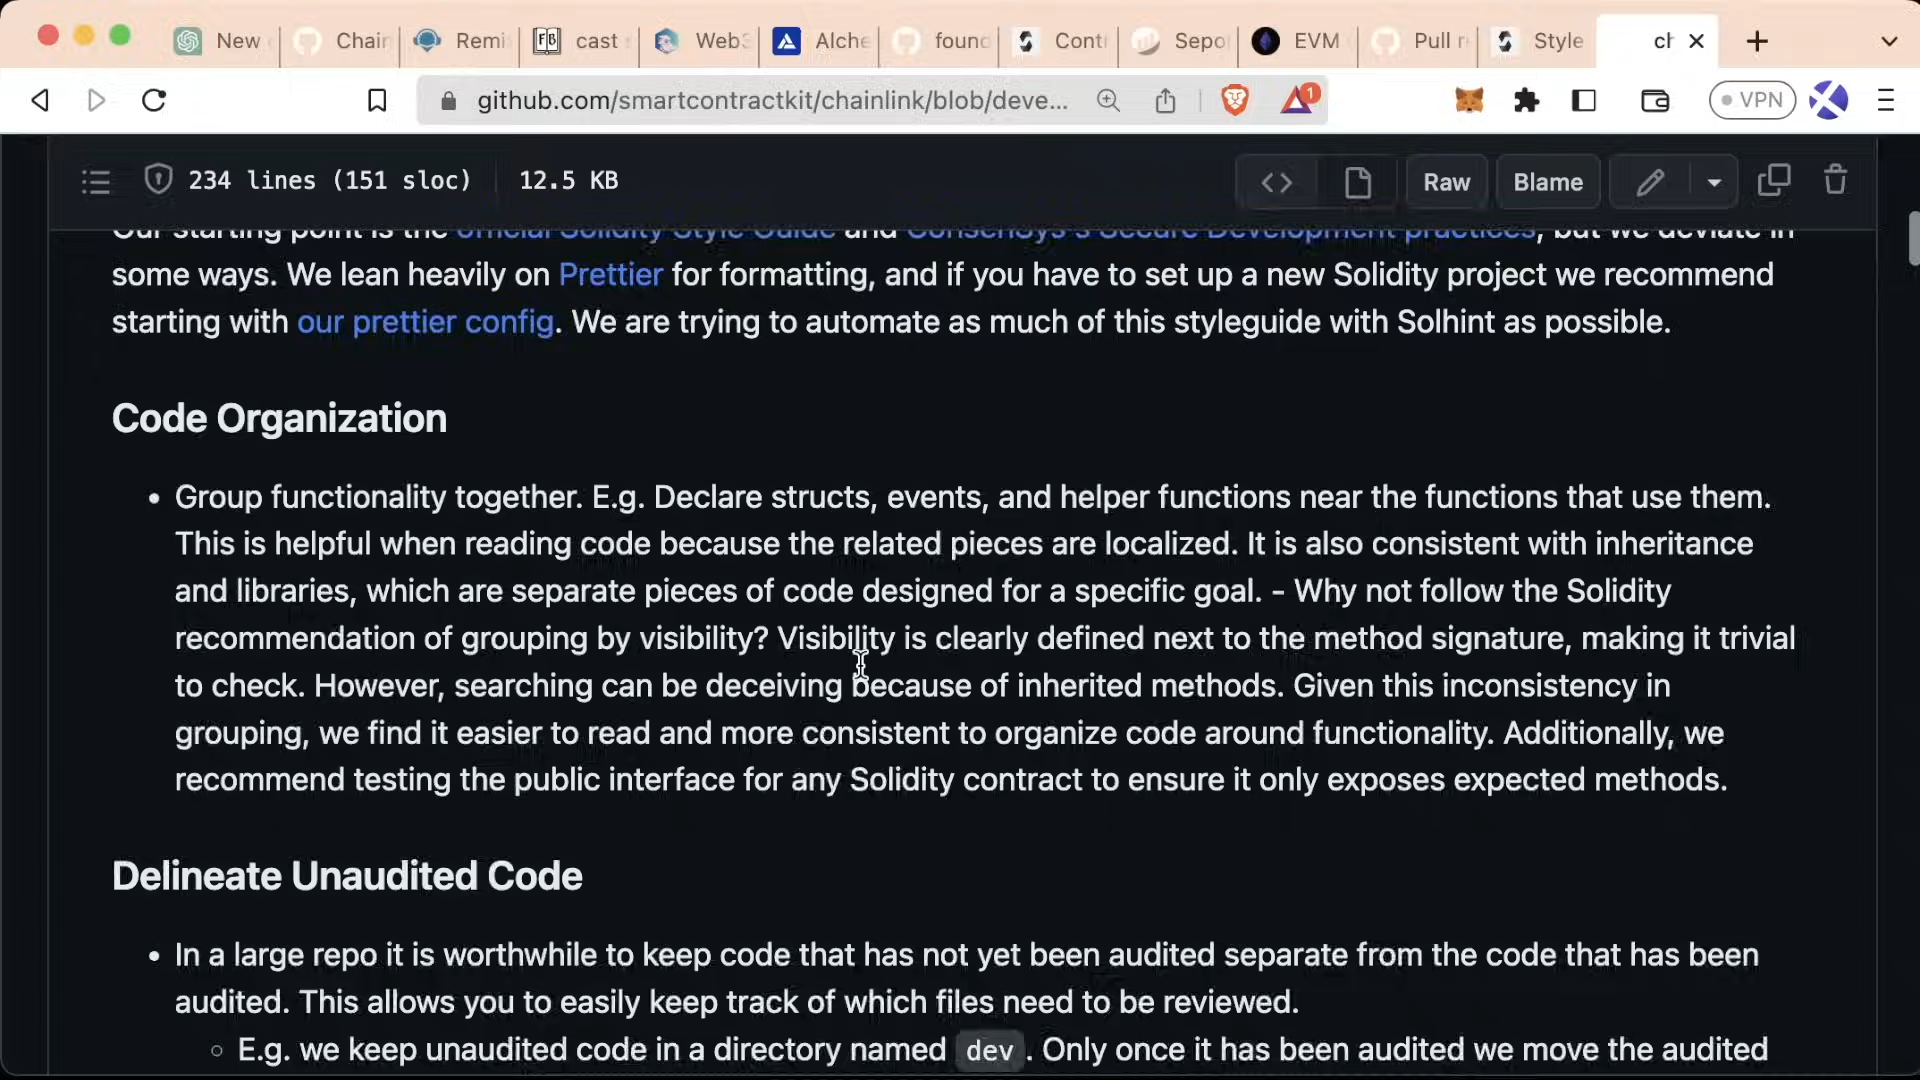 New
Chain
Remi
FB
cast
Web3
Alche
found
Cont
Sepo
EVM
Pull r
Style
ch
github.com/smartcontractkit/chainlink/blob/deve...
1
VPN
234 lines (151 sloc)
12.5 KB
Raw
Blame
Our starting point is the official Solidity Style Guide and ConsenSys's Secure Development practices, but we deviate in
some ways. We lean heavily on Prettier for formatting, and if you have to set up a new Solidity project we recommend
starting with our prettier config. We are trying to automate as much of this styleguide with Solhint as possible.
Code Organization
• Group functionality together. E.g. Declare structs, events, and helper functions near the functions that use them.
This is helpful when reading code because the related pieces are localized. It is also consistent with inheritance
and libraries, which are separate pieces of code designed for a specific goal. - Why not follow the Solidity
recommendation of grouping by visibility? Visibility is clearly defined next to the method signature, making it trivial
to check. However, searching can be deceiving because of inherited methods. Given this inconsistency in
grouping, we find it easier to read and more consistent to organize code around functionality. Additionally, we
recommend testing the public interface for any Solidity contract to ensure it only exposes expected methods.
Delineate Unaudited Code
• In a large repo it is worthwhile to keep code that has not yet been audited separate from the code that has been
audited. This allows you to easily keep track of which files need to be reviewed.
○ E.g. we keep unaudited code in a directory named dev . Only once it has been audited we move the audited